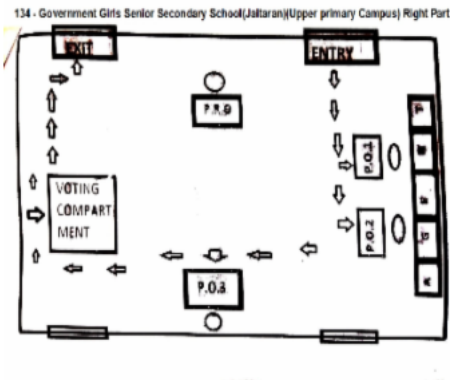 134 - Government Girls Senior Secondary School(Jaitaran)(Upper primary Campus) Right Part
EXIT
ENTRY
P.R.O
P.O.1
VOTING
COMPART
MENT
P.O.2
P.O.3